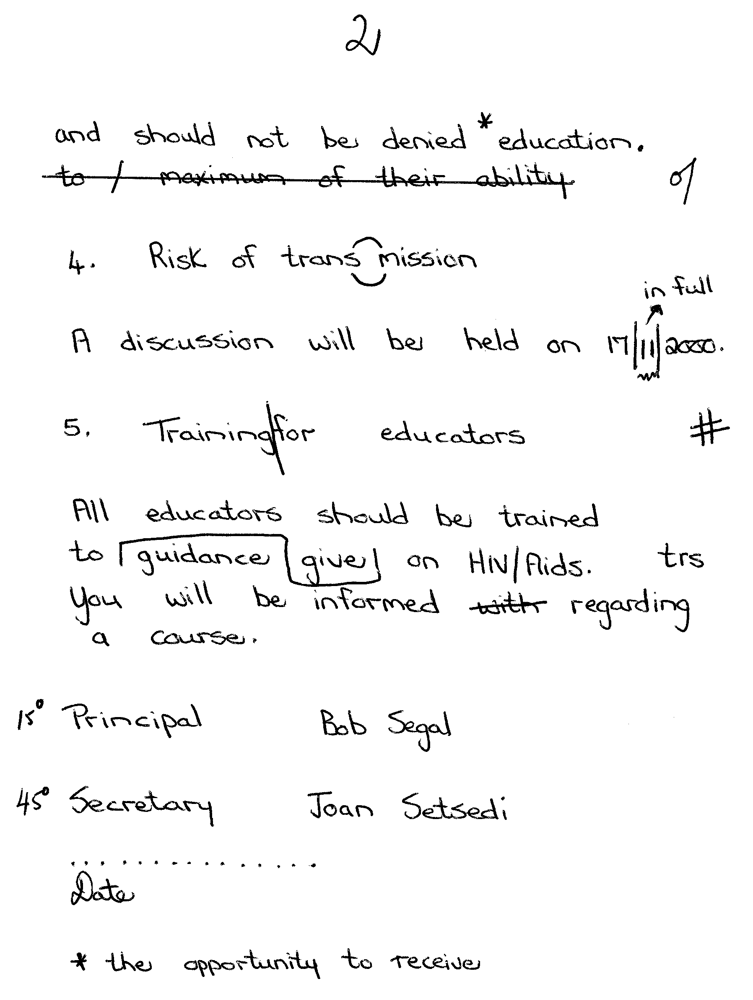 2
and should not be denied * education.
to / maximum of their ability.
4. Risk of trans mission
in full
A discussion will be held on 17/11/2000.
5. Training/for educators #
All educators should be trained
to guidance give on HIV/Aids. trs
You will be informed with regarding
a course.
15° Principal Bob Segal
45° Secretary Joan Setsedi
.................
Date
* the opportunity to receive